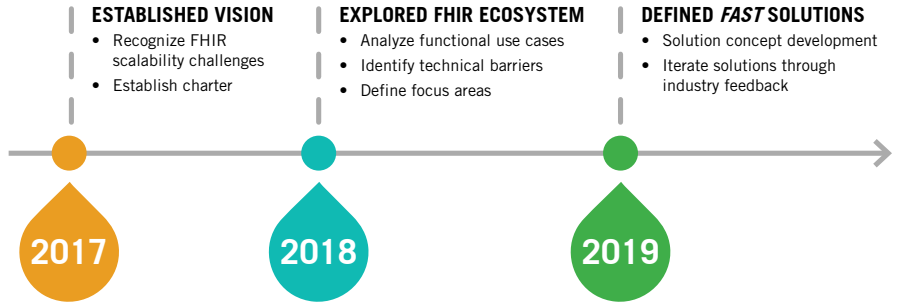 ESTABLISHED VISION
• Recognize FHIR
scalability challenges
• Establish charter
EXPLORED FHIR ECOSYSTEM
• Analyze functional use cases
• Identify technical barriers
• Define focus areas
DEFINED FAST SOLUTIONS
• Solution concept development
• Iterate solutions through
industry feedback
2017
2018
2019